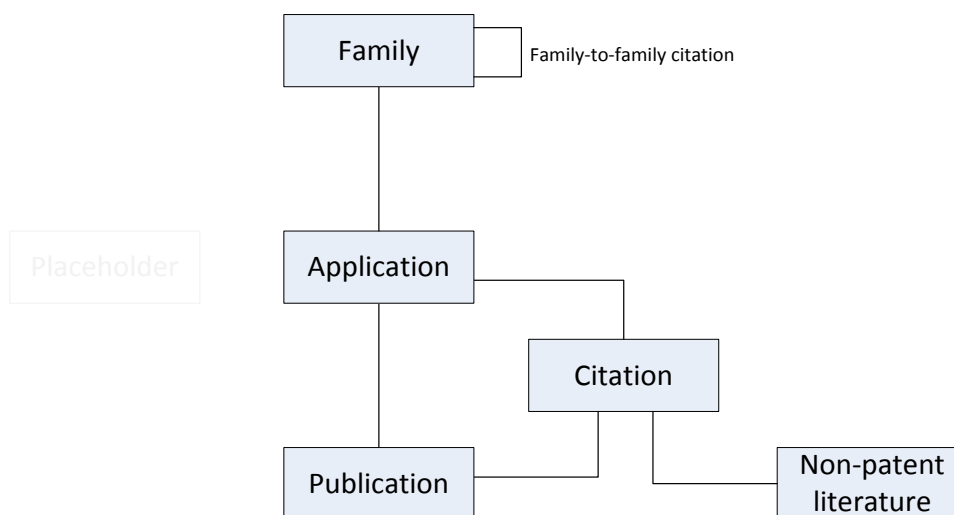 Family
Family-to-family citation
Placeholder
Application
Citation
Publication
Non-patent
literature